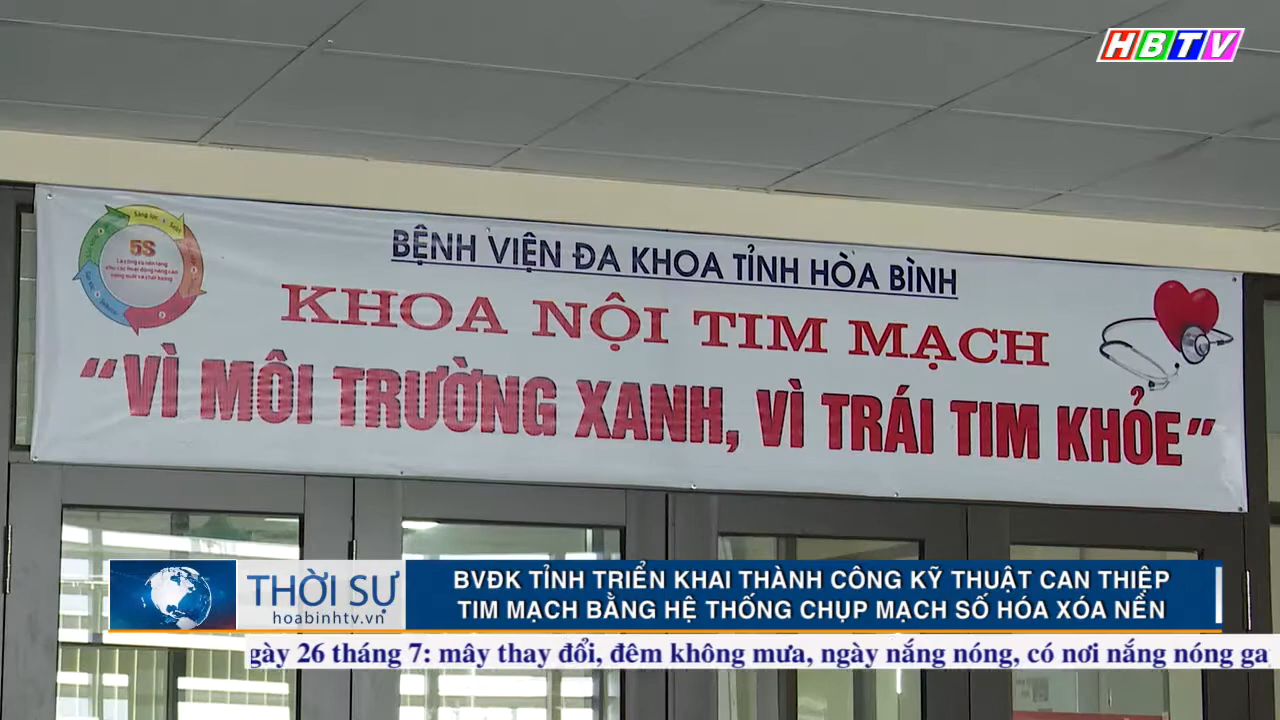 HBTV
5S
BỆNH VIỆN ĐA KHOA TỈNH HÒA BÌNH
KHOA NỘI TIM MẠCH
“VÌ MÔI TRƯỜNG XANH, VÌ TRÁI TIM KHỎE”
THỜI SỰ
hoabinhtv.vn
BVĐK TỈNH TRIỂN KHAI THÀNH CÔNG KỸ THUẬT CAN THIỆP
TIM MẠCH BẰNG HỆ THỐNG CHỤP MẠCH SỐ HÓA XÓA NỀN
gày 26 tháng 7: mây thay đổi, đêm không mưa, ngày nắng nóng, có nơi nắng nóng ga